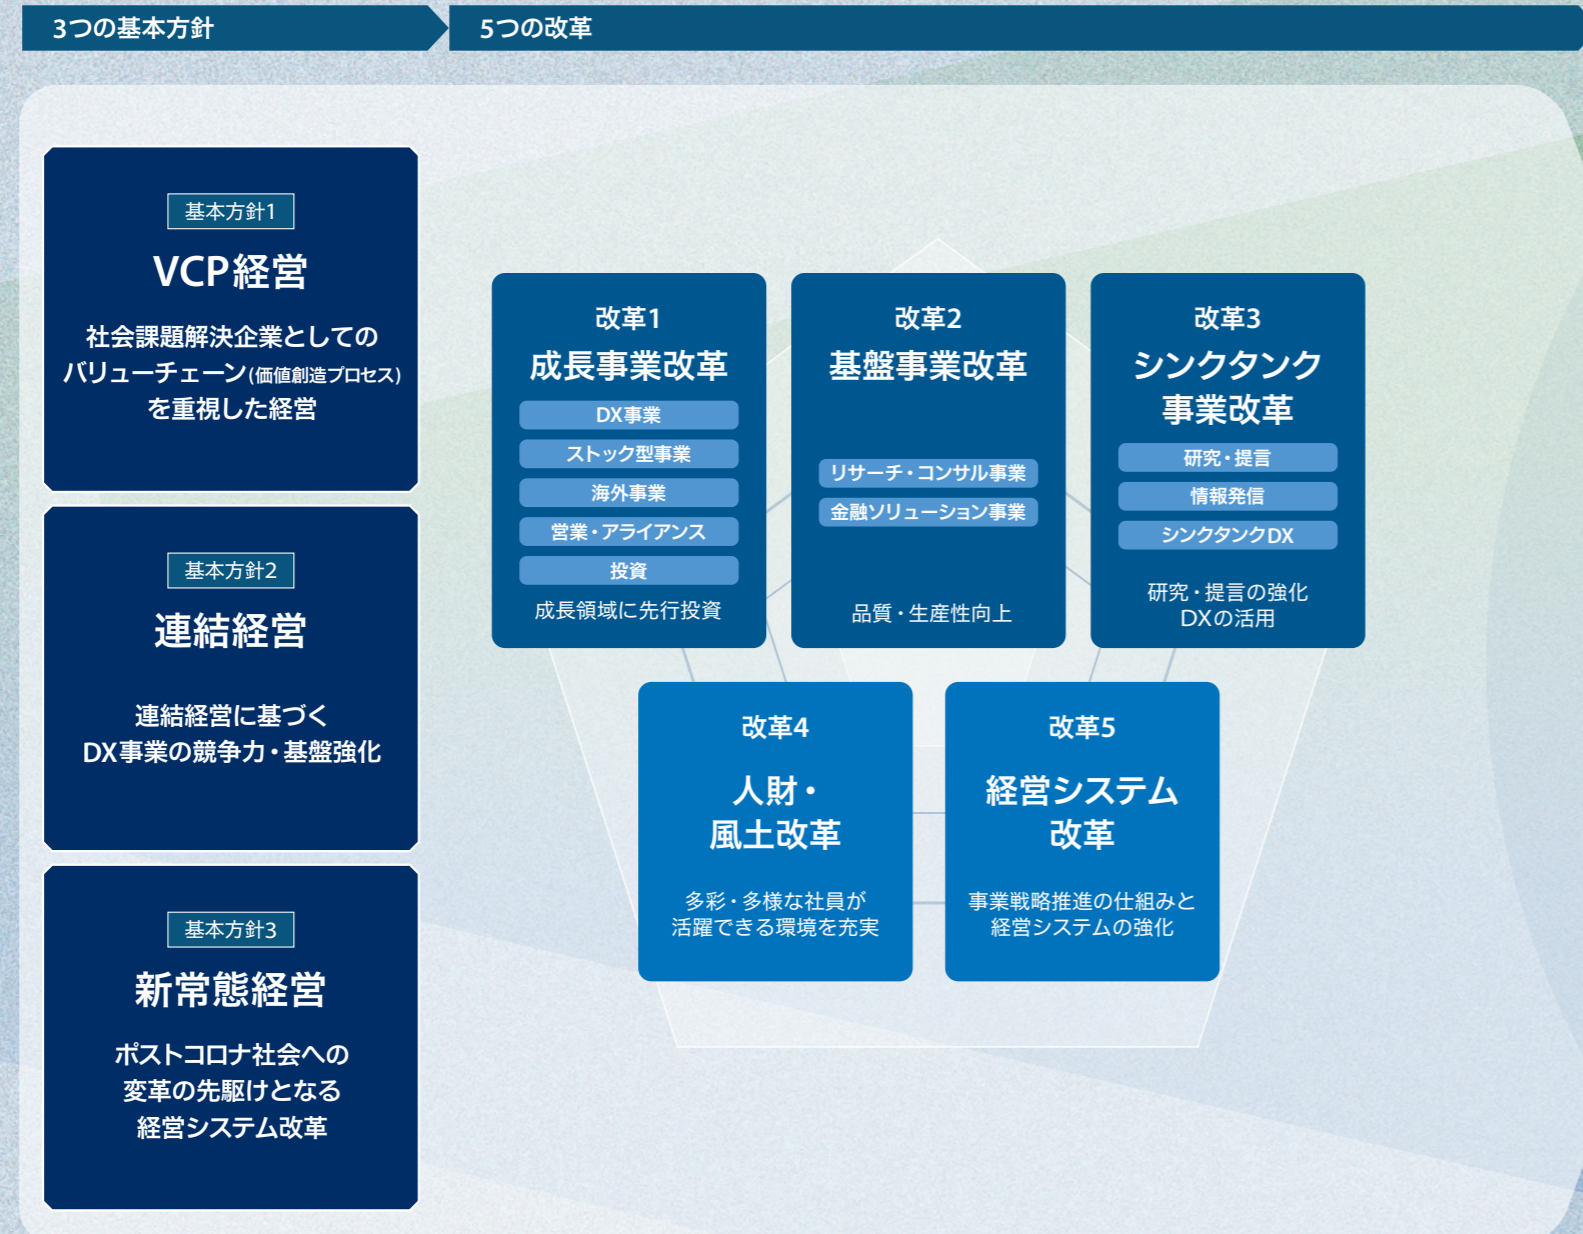 3つの基本方針
5つの改革
基本方針1
VCP経営
社会課題解決企業としての
バリューチェーン(価値創造プロセス)
を重視した経営
基本方針2
連結経営
連結経営に基づく
DX事業の競争力・基盤強化
基本方針3
新常態経営
ポストコロナ社会への
変革の先駆けとなる
経営システム改革
改革1
成長事業改革
DX事業
ストック型事業
海外事業
営業・アライアンス
投資
成長領域に先行投資
改革2
基盤事業改革
リサーチ・コンサル事業
金融ソリューション事業
品質・生産性向上
改革3
シンクタンク
事業改革
研究・提言
情報発信
シンクタンクDX
研究・提言の強化
DXの活用
改革4
人財・
風土改革
多彩・多様な社員が
活躍できる環境を充実
改革5
経営システム
改革
事業戦略推進の仕組みと
経営システムの強化